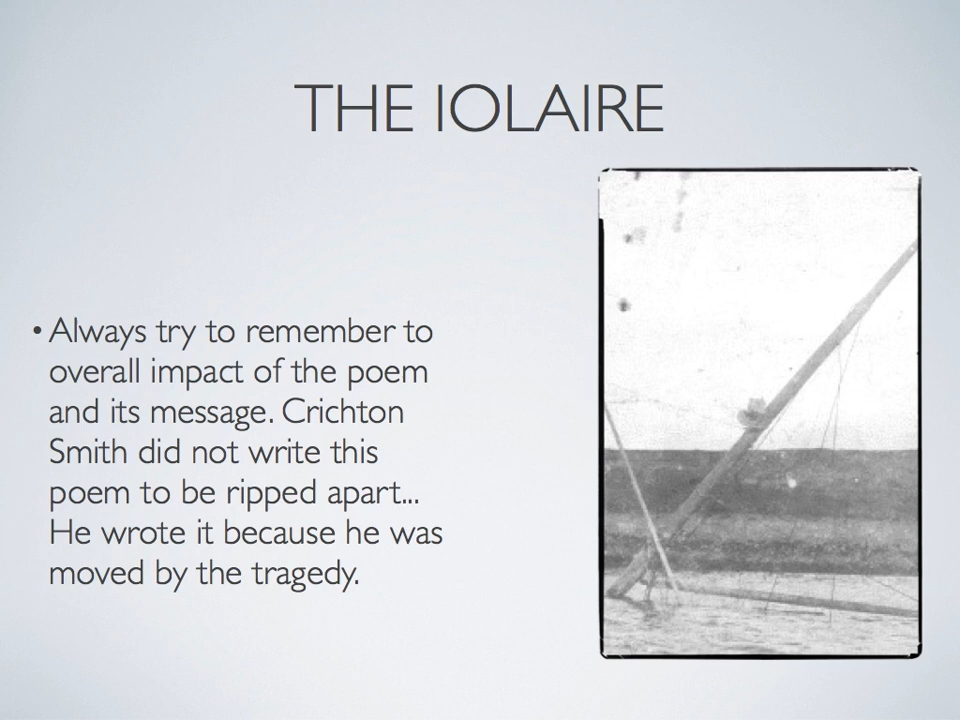 THE IOLAIRE
• Always try to remember to
overall impact of the poem
and its message. Crichton
Smith did not write this
poem to be ripped apart...
He wrote it because he was
moved by the tragedy.